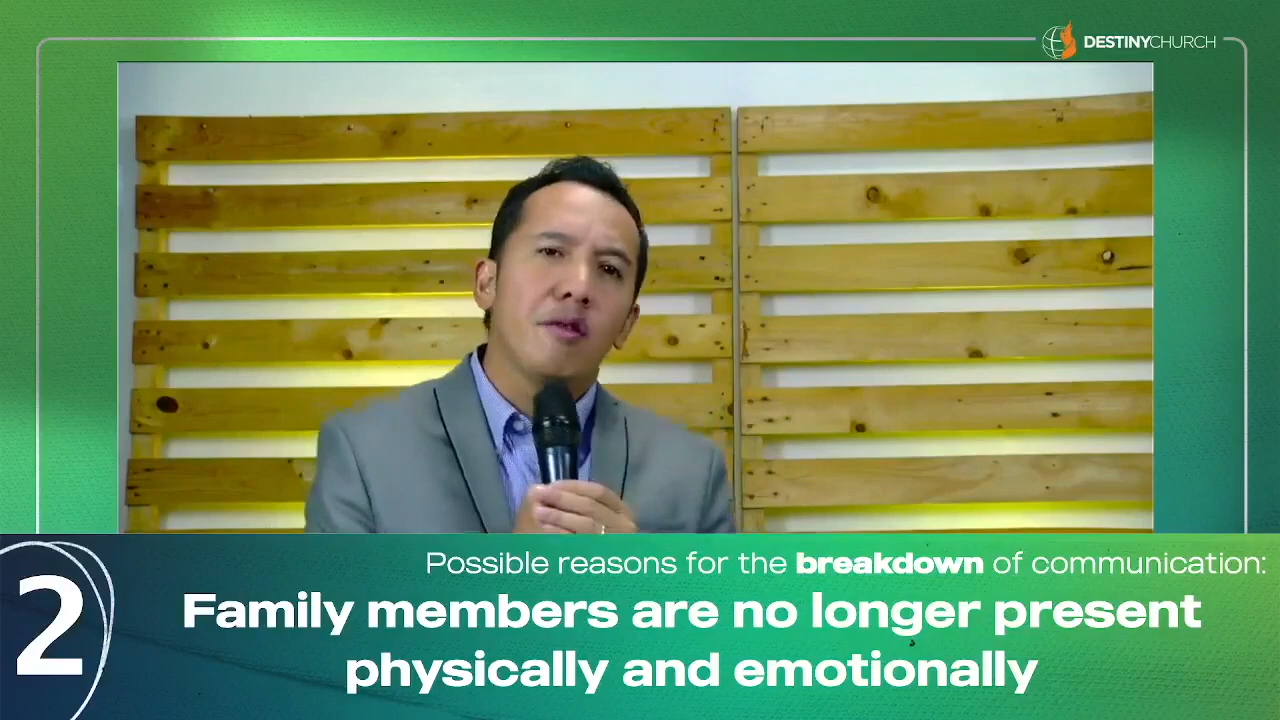 DESTINYCHURCH
Possible reasons for the breakdown of communication:
2
Family members are no longer present
physically and emotionally